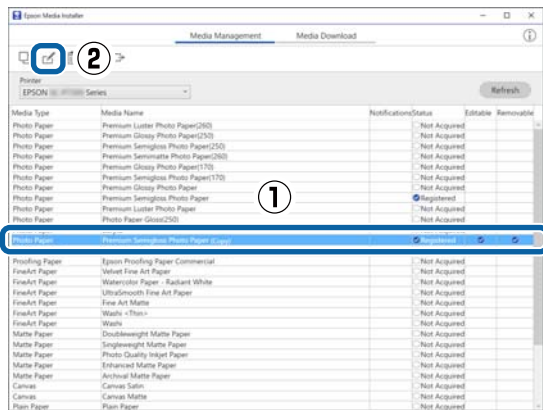 Epson Media Installer
Media Management Media Download
②
Printer
EPSON Series
Refresh
Media Type Media Name Notifications Status Editable Removable
Photo Paper Premium Luster Photo Paper(260) Not Acquired
Photo Paper Premium Glossy Photo Paper(250) Not Acquired
Photo Paper Premium Semigloss Photo Paper(250) Not Acquired
Photo Paper Premium Semimatte Photo Paper(260) Not Acquired
Photo Paper Premium Glossy Photo Paper(170) Not Acquired
Photo Paper Premium Semigloss Photo Paper(170) Not Acquired
Photo Paper Premium Glossy Photo Paper Not Acquired
Photo Paper Premium Semigloss Photo Paper ① Registered
Photo Paper Premium Luster Photo Paper Not Acquired
Photo Paper Photo Paper Gloss(250) Not Acquired
Photo Paper Premium Semigloss Photo Paper (Copy) Registered
Proofing Paper Epson Proofing Paper Commercial Not Acquired
FineArt Paper Velvet Fine Art Paper Not Acquired
FineArt Paper Watercolor Paper - Radiant White Not Acquired
FineArt Paper UltraSmooth Fine Art Paper Not Acquired
FineArt Paper Fine Art Matte Not Acquired
FineArt Paper Washi <Thin> Not Acquired
FineArt Paper Washi Not Acquired
Matte Paper Doubleweight Matte Paper Not Acquired
Matte Paper Singleweight Matte Paper Not Acquired
Matte Paper Photo Quality Inkjet Paper Not Acquired
Matte Paper Enhanced Matte Paper Not Acquired
Matte Paper Archival Matte Paper Not Acquired
Canvas Canvas Satin Not Acquired
Canvas Canvas Matte Not Acquired
Plain Paper Plain Paper Not Acquired